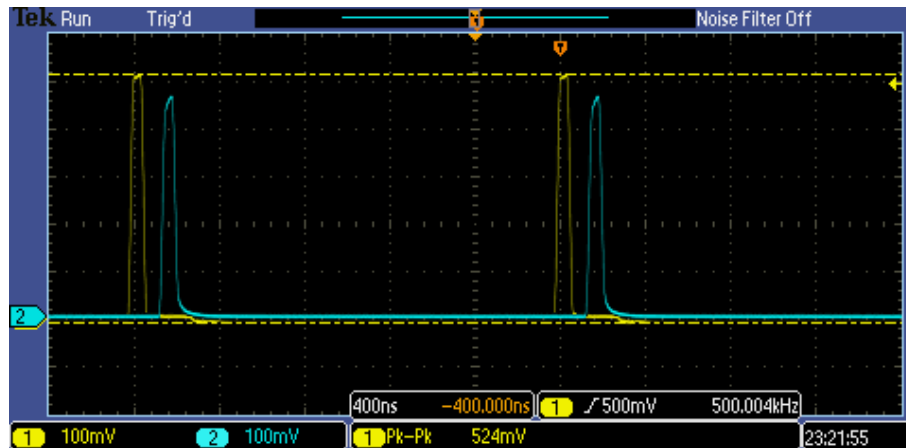 Tek Run Trig'd Noise Filter Off
T
T
2
400ns -400.000ns 1 500mV 500.004kHz
1 100mV 2 100mV 1 Pk-Pk 524mV 23:21:55